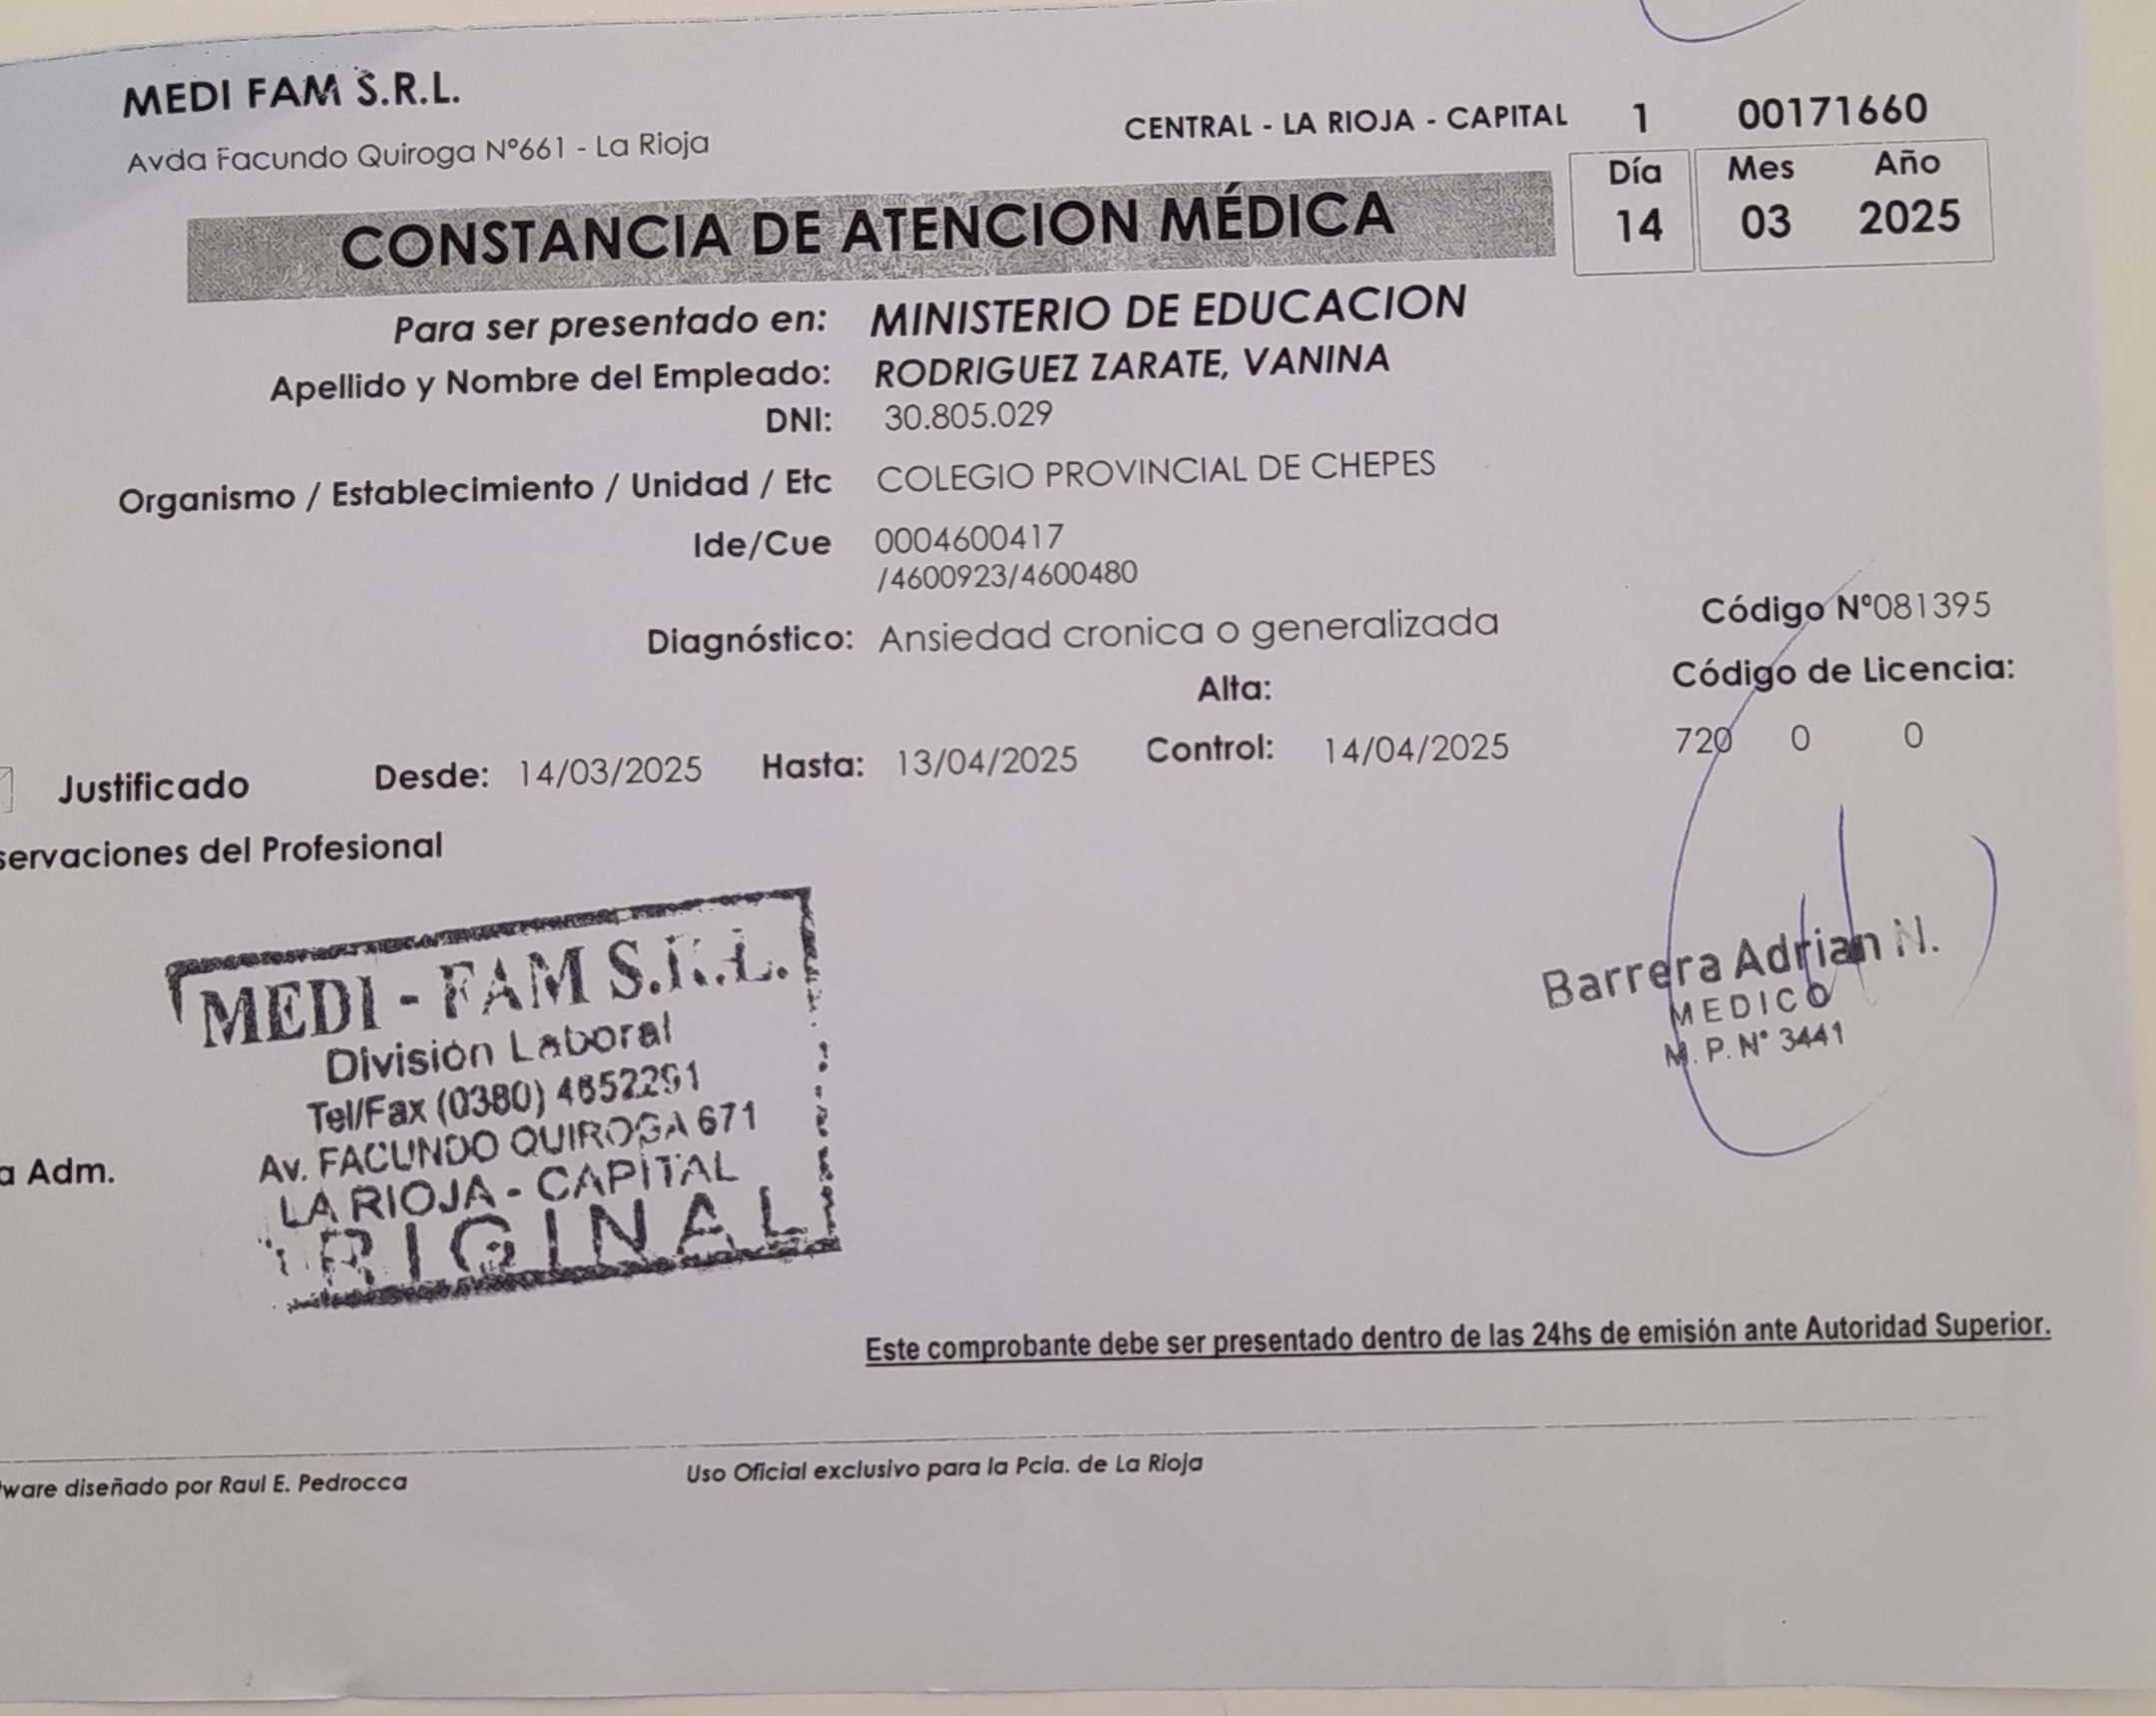 MEDI FAM S.R.L.
Avda Facundo Quiroga N°661 - La Rioja
CENTRAL - LA RIOJA - CAPITAL 1 00171660
Día Mes Año
14 03 2025
CONSTANCIA DE ATENCION MÉDICA
Para ser presentado en: MINISTERIO DE EDUCACION
Apellido y Nombre del Empleado: RODRIGUEZ ZARATE, VANINA
DNI: 30.805.029
Organismo / Establecimiento / Unidad / Etc COLEGIO PROVINCIAL DE CHEPES
Ide/Cue 0004600417
/4600923/4600480
Diagnóstico: Ansiedad cronica o generalizada
Código N°081395
Alta:
Código de Licencia:
720 0 0
Justificado Desde: 14/03/2025 Hasta: 13/04/2025 Control: 14/04/2025
servaciones del Profesional
MEDI - FAM S.R.L.
División Laboral
Tel/Fax (0380) 4652291
Av. FACUNDO QUIROGA 671
LA RIOJA - CAPITAL
RIGINAL
Barrera Adrian N.
MEDICO
M.P. N° 3441
a Adm.
Este comprobante debe ser presentado dentro de las 24hs de emisión ante Autoridad Superior.
ware diseñado por Raul E. Pedrocca
Uso Oficial exclusivo para la Pcia. de La Rioja